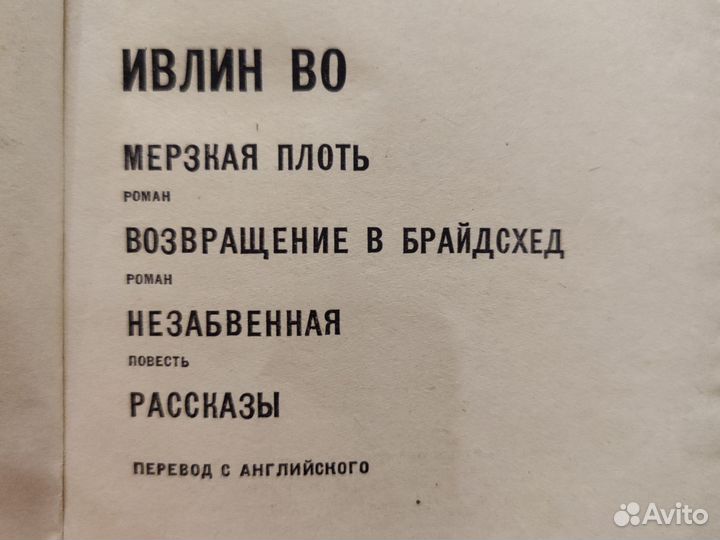 ИВЛИН ВО
МЕРЗКАЯ ПЛОТЬ
РОМАН
ВОЗВРАЩЕНИЕ В БРАЙДСХЕД
РОМАН
НЕЗАБВЕННАЯ
ПОВЕСТЬ
РАССКАЗЫ
ПЕРЕВОД С АНГЛИЙСКОГО
Avito